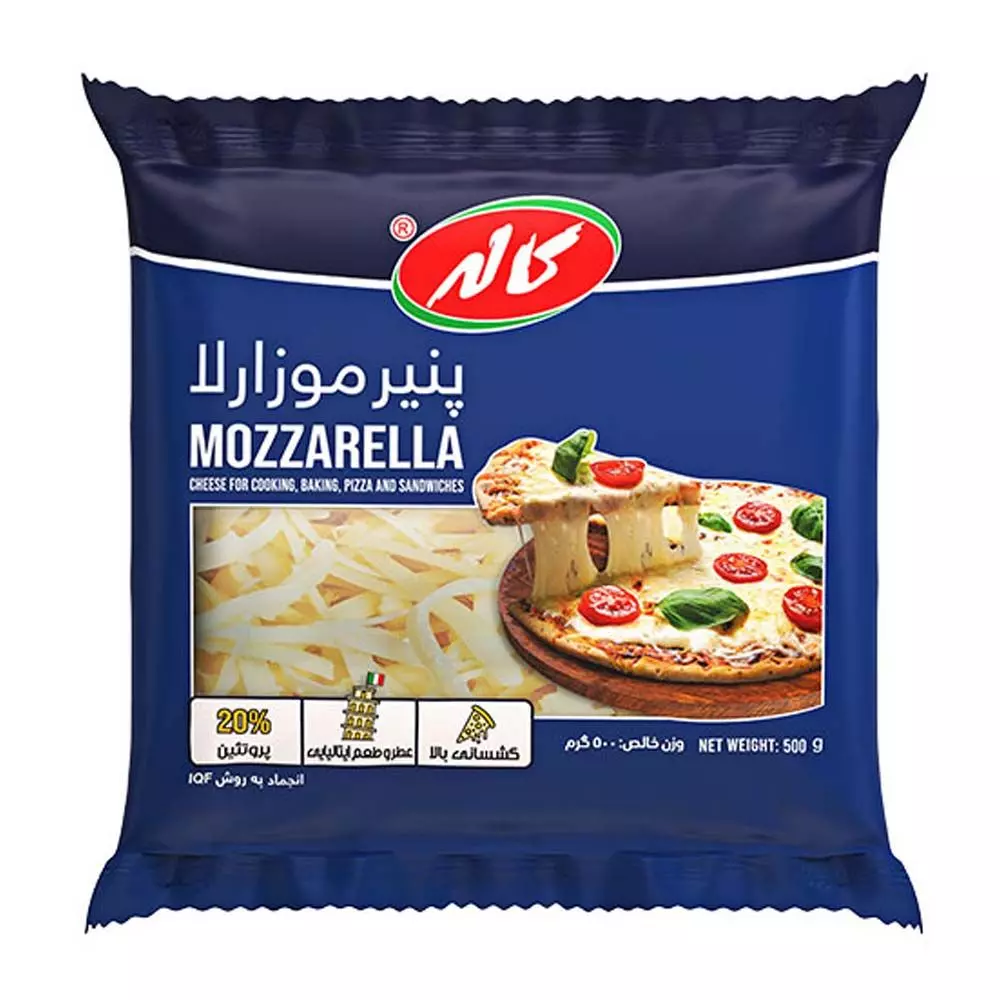 ®
کاله
پنیر موزارلا
MOZZARELLA
CHEESE FOR COOKING, BAKING, PIZZA AND SANDWICHES
20%
پروتئین
عطر و طعم ایتالیایی
کشسانی بالا
وزن خالص: ۵۰۰ گرم NET WEIGHT: 500 g
انجماد به روش IQF